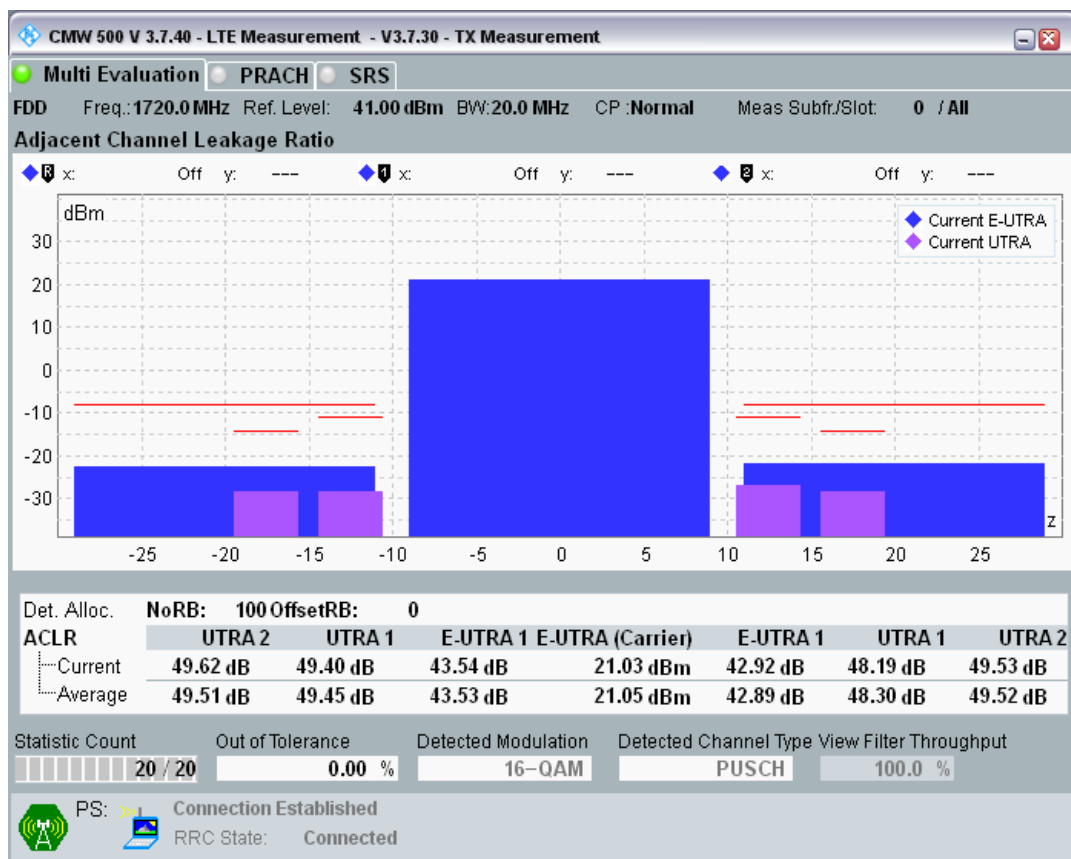 CMW 500 V 3.7.40 - LTE Measurement - V3.7.30 - TX Measurement
Multi Evaluation PRACH SRS
FDD Freq.: 1720.0 MHz Ref. Level: 41.00 dBm BW: 20.0 MHz CP : Normal Meas Subfr./Slot: 0 / All
Adjacent Channel Leakage Ratio
R x: Off y: --- 1 x: Off y: --- 2 x: Off y: ---
dBm
Current E-UTRA
Current UTRA
30
20
10
0
-10
-20
-30
z
-25 -20 -15 -10 -5 0 5 10 15 20 25
Det. Alloc. NoRB: 100 OffsetRB: 0
ACLR UTRA 2 UTRA 1 E-UTRA 1 E-UTRA (Carrier) E-UTRA 1 UTRA 1 UTRA 2
Current 49.62 dB 49.40 dB 43.54 dB 21.03 dBm 42.92 dB 48.19 dB 49.53 dB
Average 49.51 dB 49.45 dB 43.53 dB 21.05 dBm 42.89 dB 48.30 dB 49.52 dB
Statistic Count Out of Tolerance Detected Modulation Detected Channel Type View Filter Throughput
20 / 20 0.00 % 16-QAM PUSCH 100.0 %
PS: Connection Established
RRC State: Connected